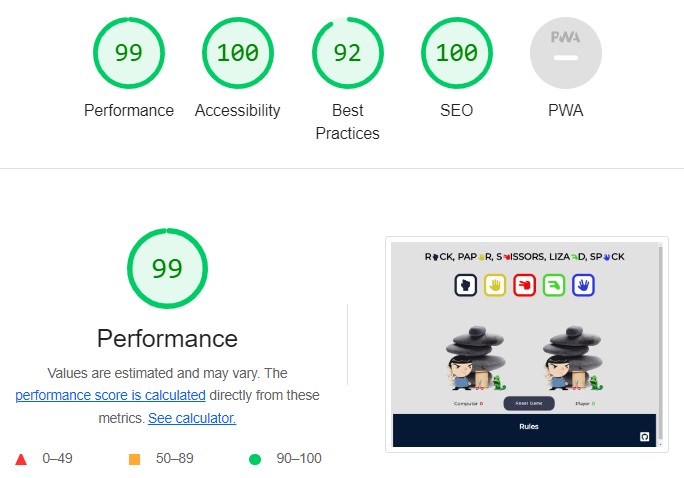 99 100 92 100 PWA
Performance Accessibility Best Practices SEO PWA
99
Performance
Values are estimated and may vary. The
performance score is calculated directly from these
metrics. See calculator.
0–49 50–89 90–100
R CK, PAP R, S ISSORS, LIZA D, SP CK
Computer 0 Reset Game Player 0
Rules